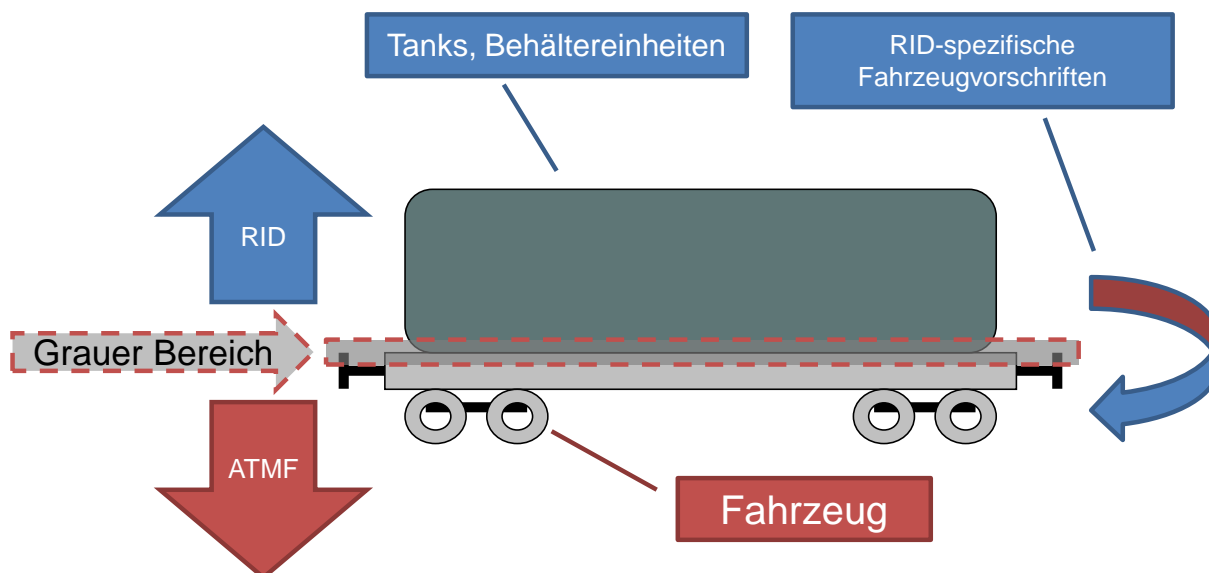 Tanks, Behältereinheiten
RID-spezifische
Fahrzeugvorschriften
RID
Grauer Bereich
ATMF
Fahrzeug